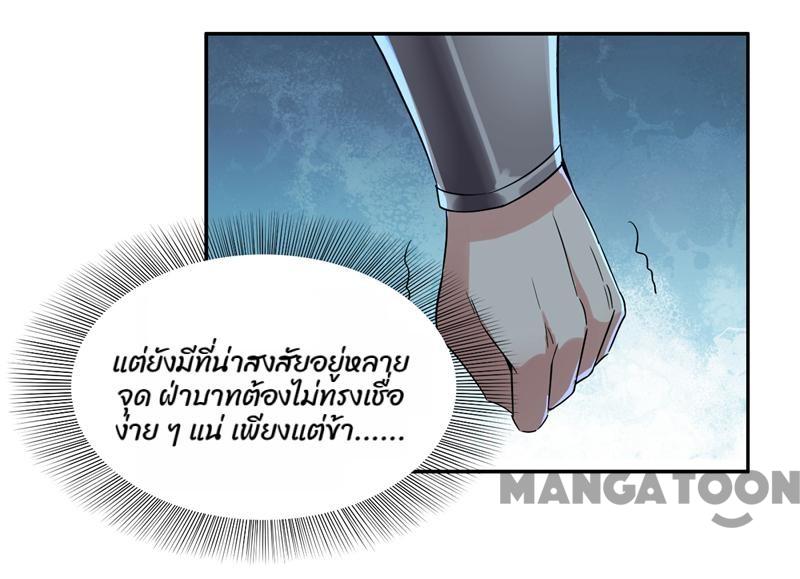 แต่ยังมีที่น่าสงสัยอยู่หลาย
จุด ฝ่าบาทต้องไม่ทรงเชื่อ
ง่าย ๆ แน่ เพียงแต่ข้า......
MANGATOON